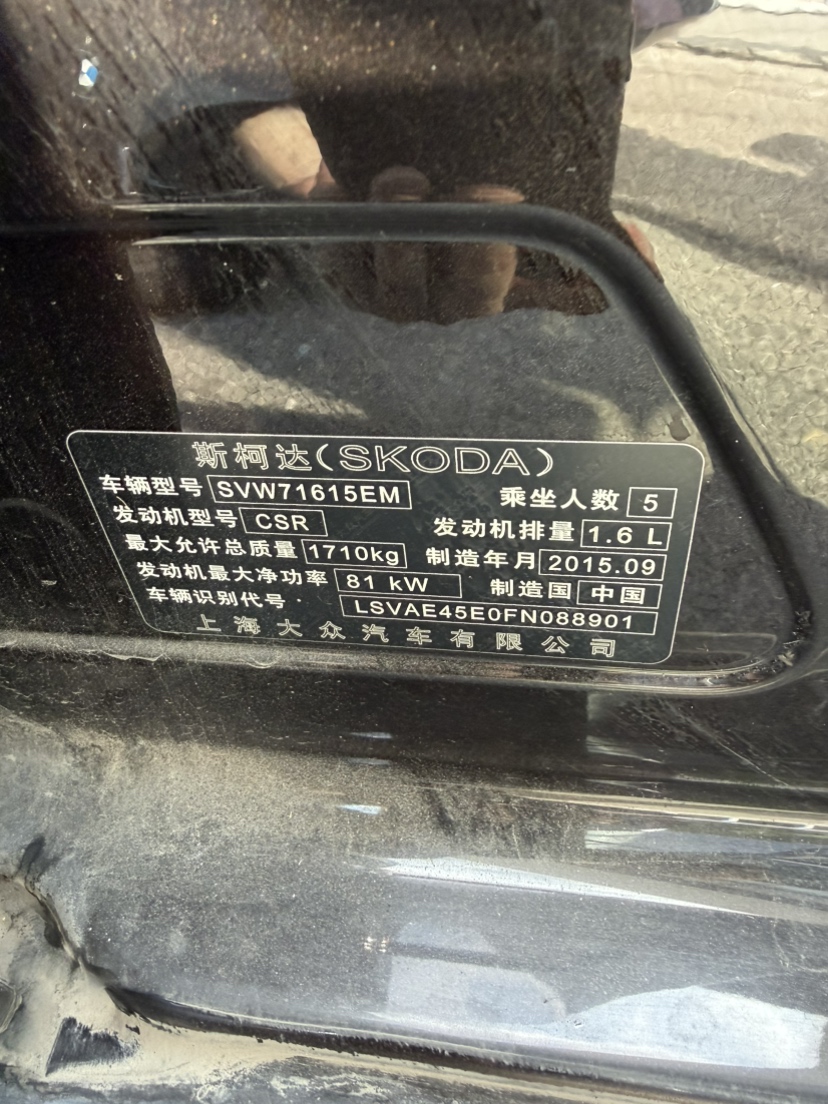 斯柯达(SKODA)
车辆型号 SVW71615EM 乘坐人数 5
发动机型号 CSR 发动机排量 1.6 L
最大允许总质量 1710kg 制造年月 2015.09
发动机最大净功率 81 kW 制造国 中国
车辆识别代号 LSVAE45E0FN088901
上海大众汽车有限公司